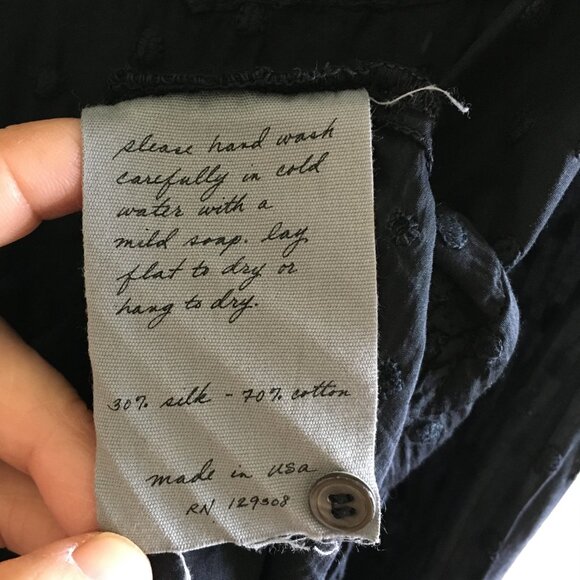 please hand wash
carefully in cold
water with a
mild soap. lay
flat to dry or
hang to dry.
30% silk - 70% cotton
made in usa
RN 129308